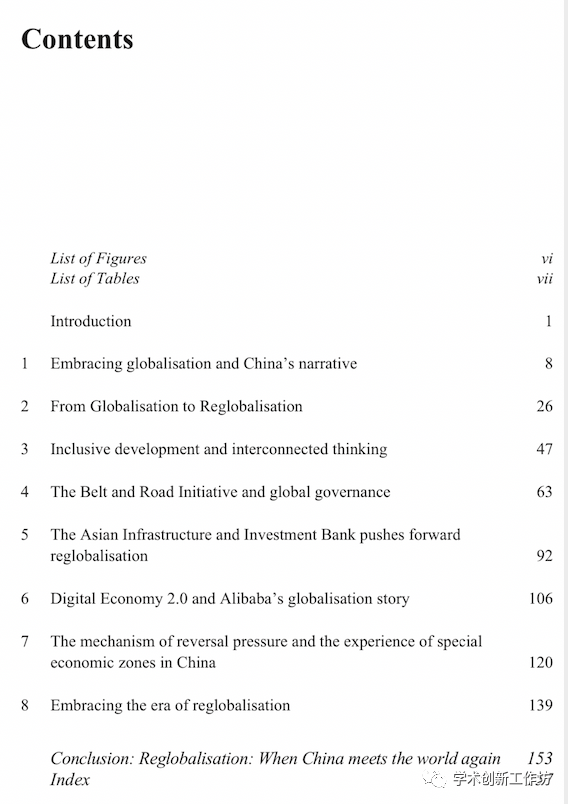 Contents
List of Figures vi
List of Tables vii
Introduction 1
1 Embracing globalisation and China's narrative 8
2 From Globalisation to Reglobalisation 26
3 Inclusive development and interconnected thinking 47
4 The Belt and Road Initiative and global governance 63
5 The Asian Infrastructure and Investment Bank pushes forward
reglobalisation 92
6 Digital Economy 2.0 and Alibaba's globalisation story 106
7 The mechanism of reversal pressure and the experience of special
economic zones in China 120
8 Embracing the era of reglobalisation 139
Conclusion: Reglobalisation: When China meets the world again 153
Index
学术创新工作坊